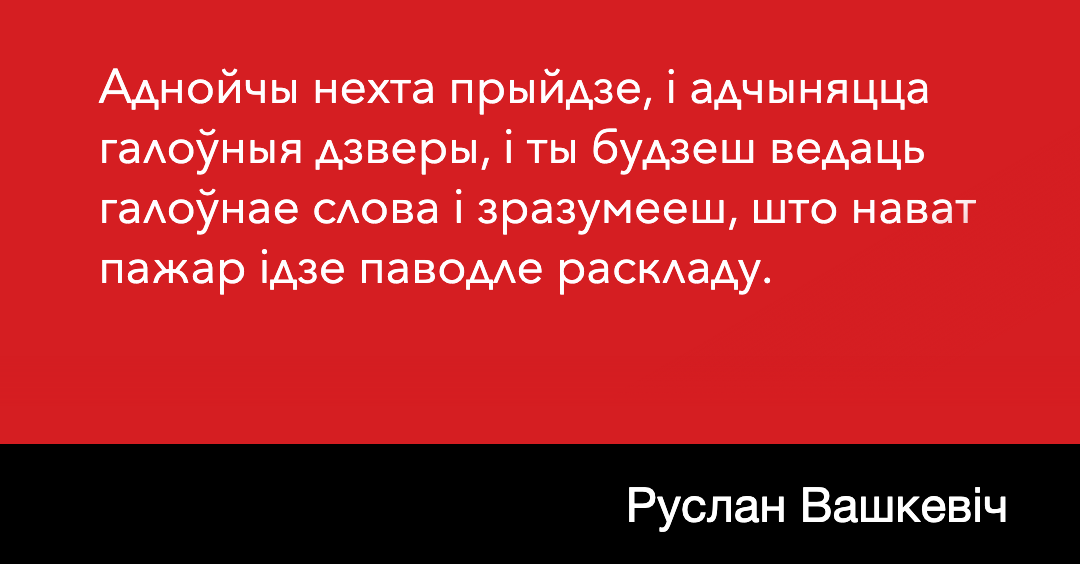 Аднойчы нехта прыйдзе, і адчыняцца
галоўныя дзверы, і ты будзеш ведаць
галоўнае слова і зразумееш, што нават
пажар ідзе паводле раскладу.
Руслан Вашкевіч